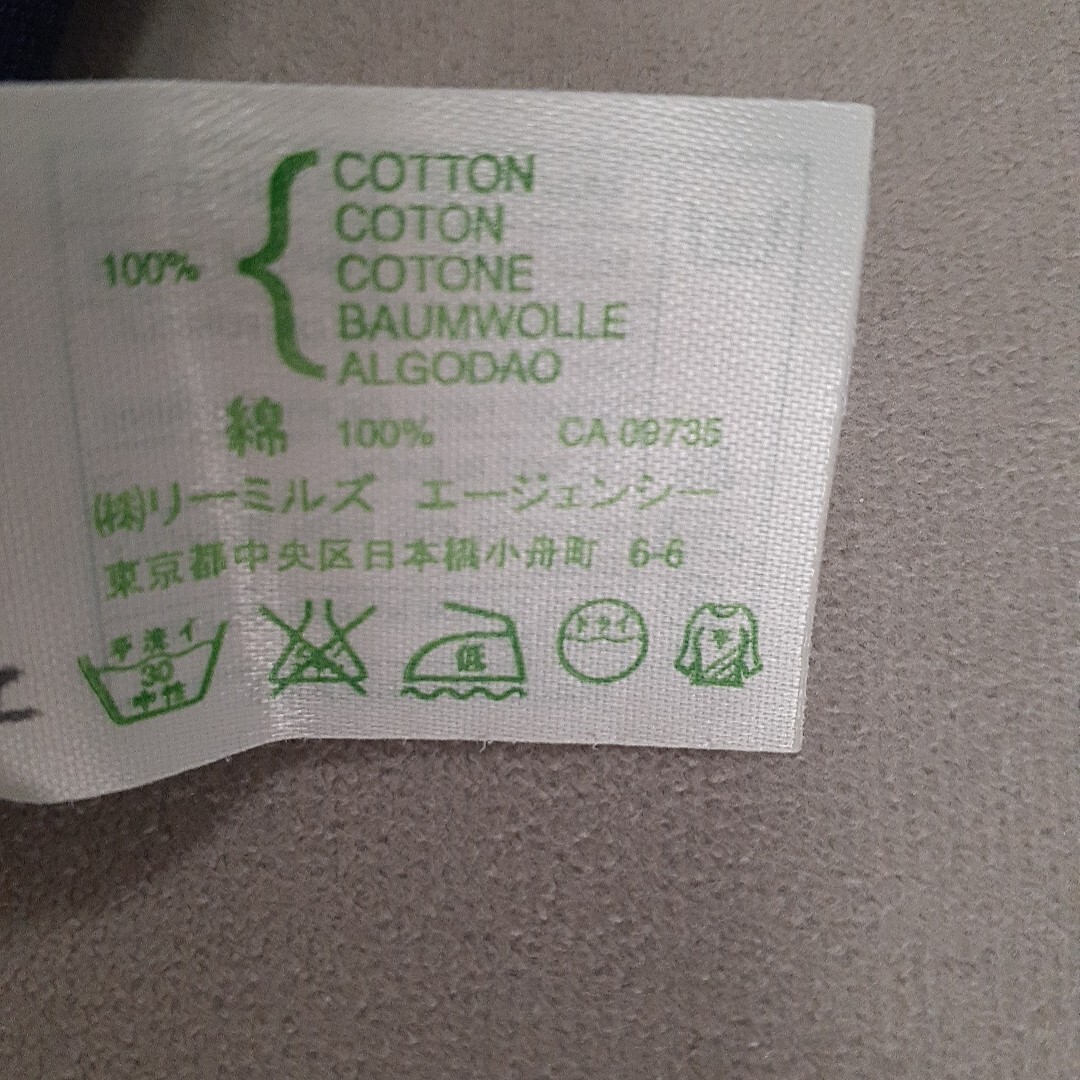 100%
COTTON
COTON
COTONE
BAUMWOLLE
ALGODAO
綿 100% CA 09735
(株)リーミルズ エージェンシー
東京都中央区日本橋小舟町 6-6
手洗イ
30
中性
低
ドライ
平